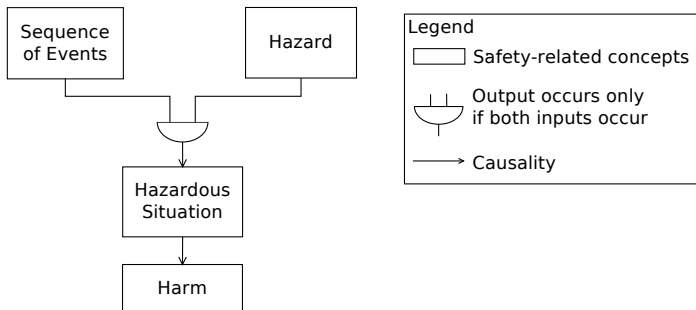 Sequence
of Events
Hazard
Hazardous
Situation
Harm
Legend
Safety-related concepts
Output occurs only
if both inputs occur
Causality